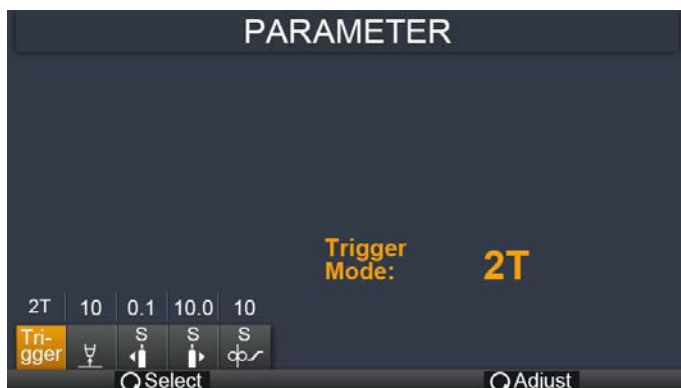 PARAMETER
Trigger
Mode: 2T
2T 10 0.1 10.0 10
Tri-
gger S S S
Select Adjust